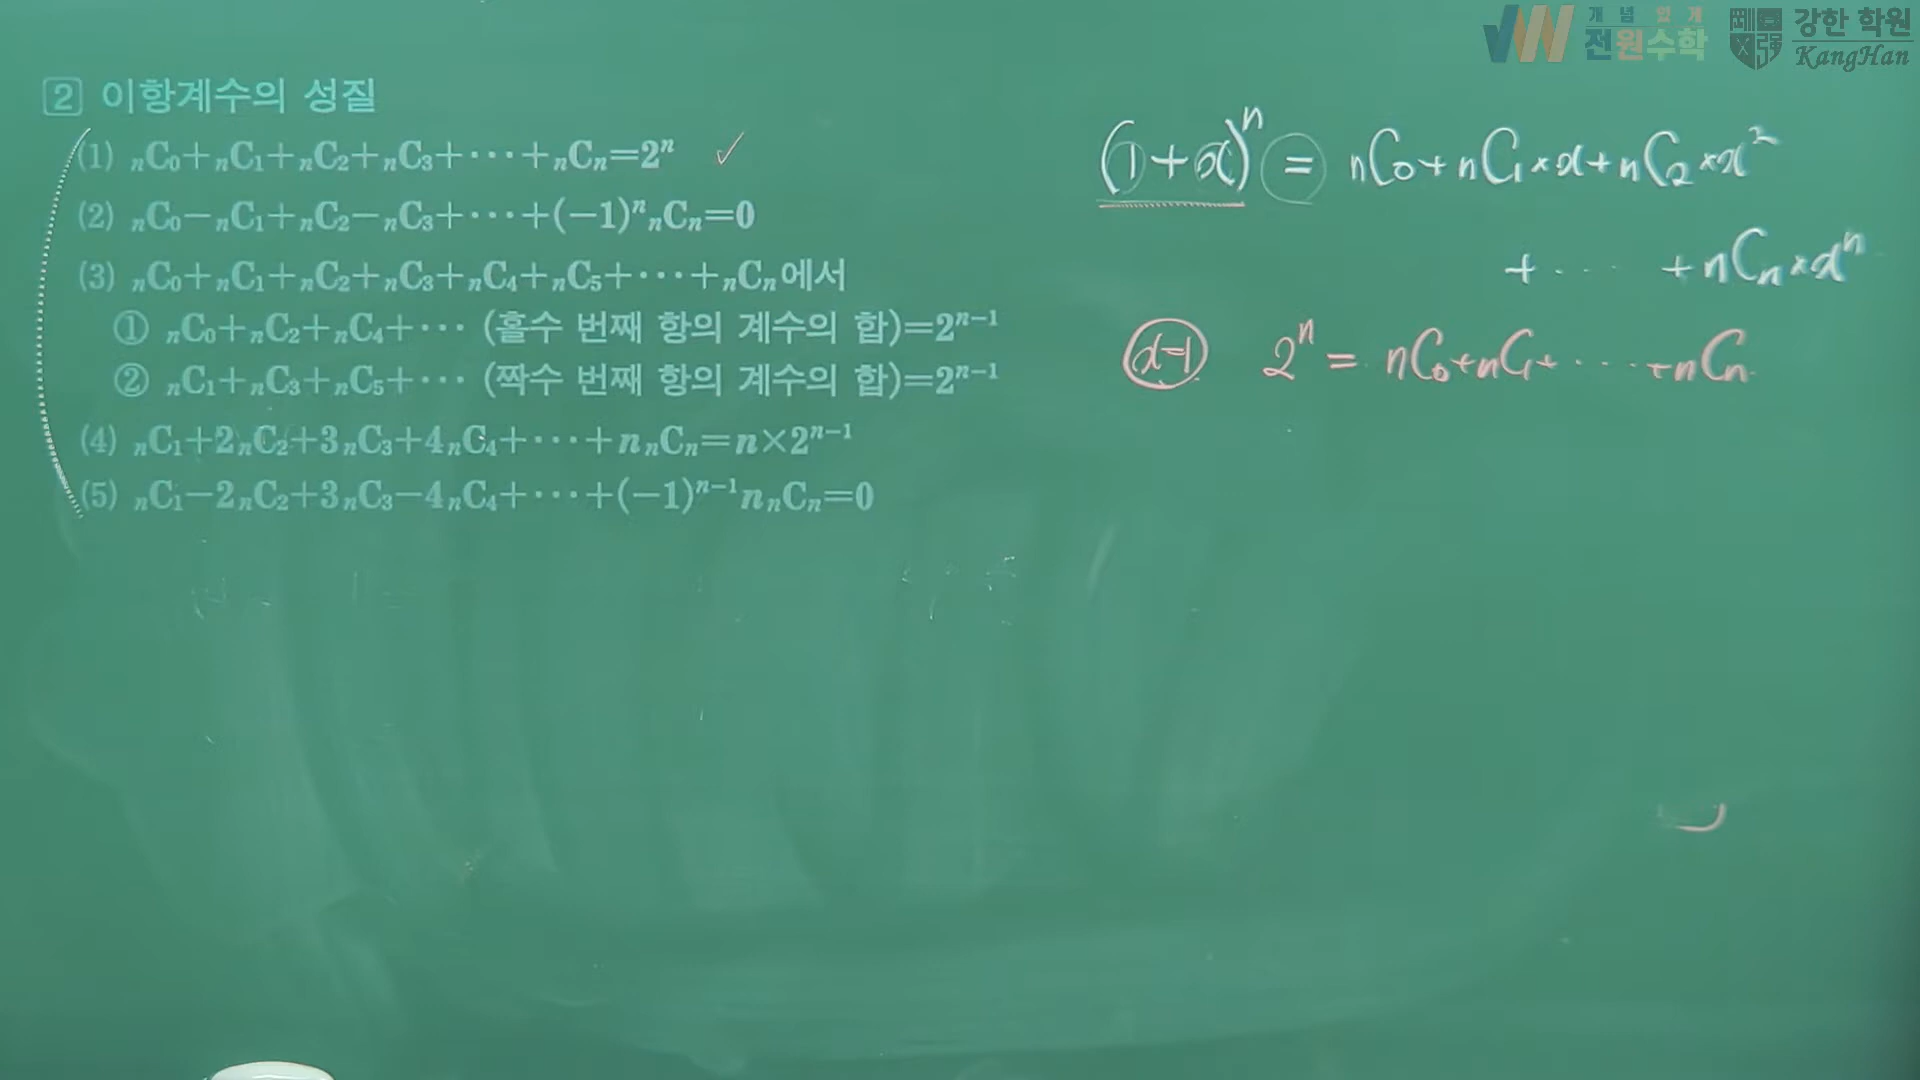 개념있게
전원수학
강한 학원
KangHan
2 이항계수의 성질
(1) ₙC₀+ₙC₁+ₙC₂+ₙC₃+⋯+ₙCₙ=2ⁿ ✓
(2) ₙC₀−ₙC₁+ₙC₂−ₙC₃+⋯+(−1)ⁿₙCₙ=0
(3) ₙC₀+ₙC₁+ₙC₂+ₙC₃+ₙC₄+ₙC₅+⋯+ₙCₙ에서
① ₙC₀+ₙC₂+ₙC₄+⋯ (홀수 번째 항의 계수의 합)=2ⁿ⁻¹
② ₙC₁+ₙC₃+ₙC₅+⋯ (짝수 번째 항의 계수의 합)=2ⁿ⁻¹
(4) ₙC₁+2ₙC₂+3ₙC₃+4ₙC₄+⋯+nₙCₙ=n×2ⁿ⁻¹
(5) ₙC₁−2ₙC₂+3ₙC₃−4ₙC₄+⋯+(−1)ⁿ⁻¹nₙCₙ=0
(1+x)ⁿ = nC₀+nC₁×x+nC₂×x²
+ ⋯ +nCₙ×xⁿ
x=1 2ⁿ = nC₀+nC₁+⋯+nCₙ